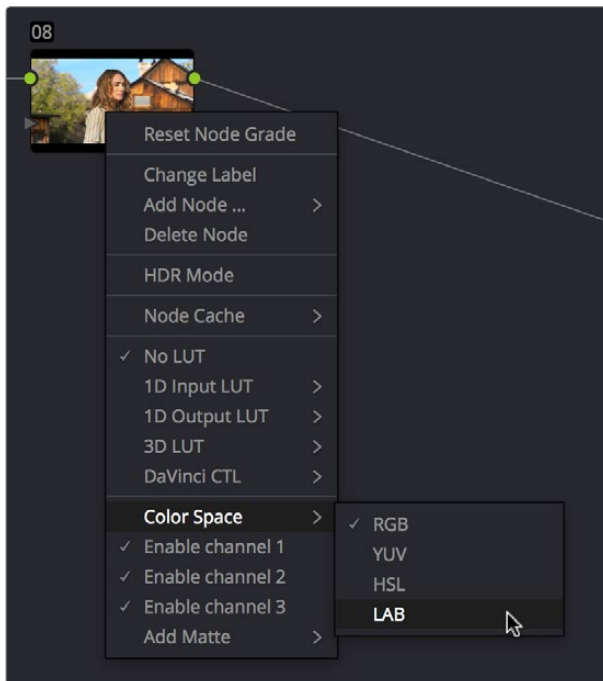 08
Reset Node Grade
Change Label
Add Node ...
Delete Node
HDR Mode
Node Cache
No LUT
1D Input LUT
1D Output LUT
3D LUT
DaVinci CTL
Color Space
Enable channel 1
Enable channel 2
Enable channel 3
Add Matte
RGB
YUV
HSL
LAB